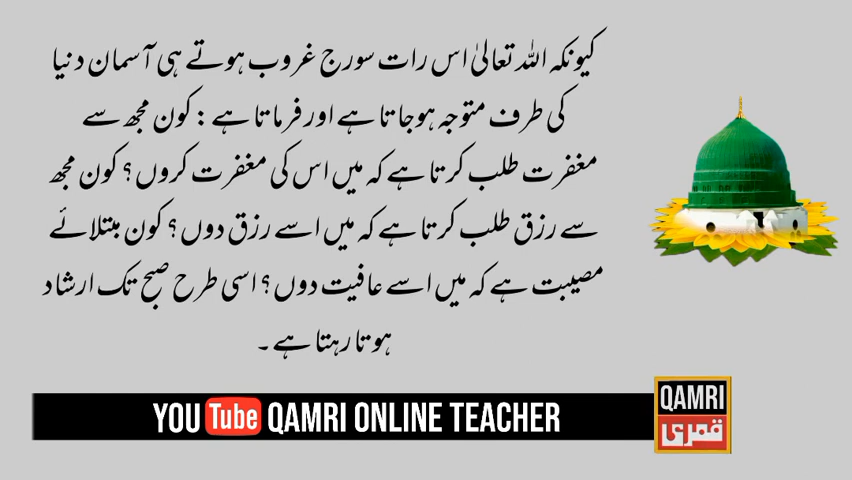 کیونکہ اللہ تعالیٰ اس رات سورج غروب ہوتے ہی آسمان دنیا
کی طرف متوجہ ہوجاتا ہے اور فرماتا ہے : کون مجھ سے
مغفرت طلب کرتا ہے کہ میں اس کی مغفرت کروں؟ کون مجھ
سے رزق طلب کرتا ہے کہ میں اسے رزق دوں؟ کون مبتلائے
مصیبت ہے کہ میں اسے عافیت دوں؟ اسی طرح صبح تک ارشاد
ہوتا رہتا ہے۔
YOU Tube QAMRI ONLINE TEACHER
QAMRI
قمری